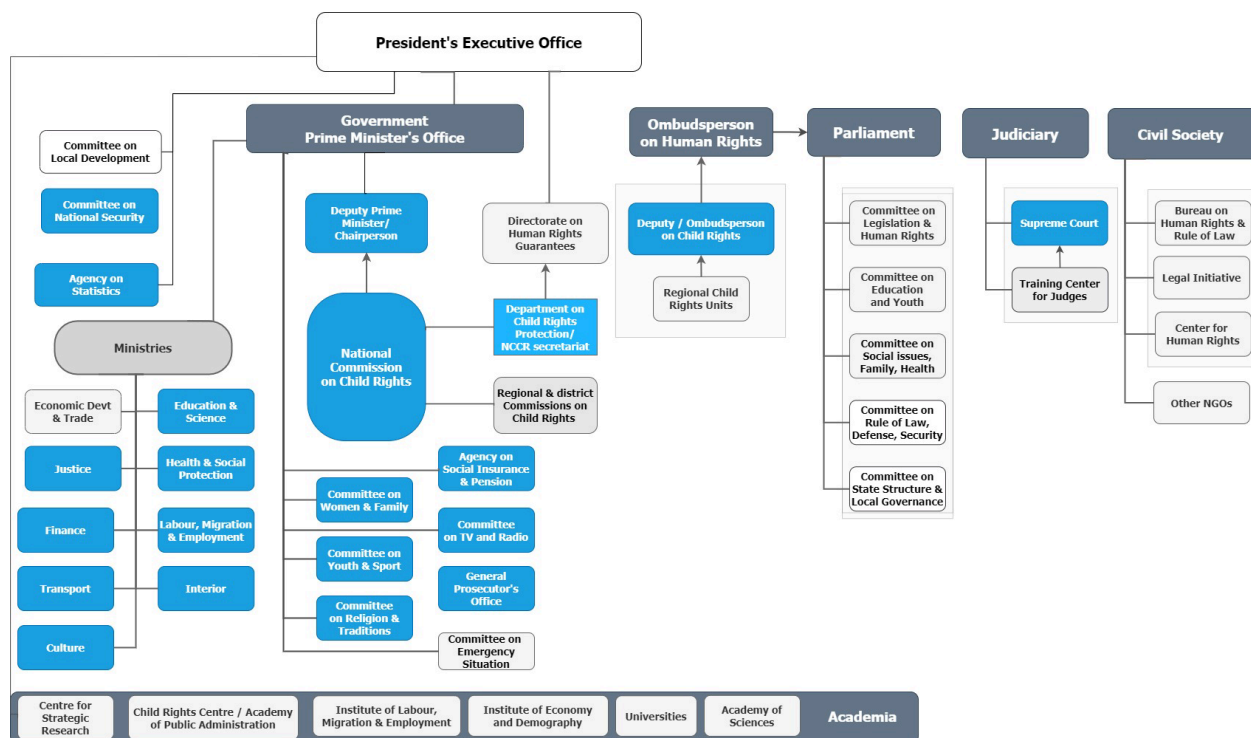 President's Executive Office
Government
Prime Minister's Office
Ombudsperson
on Human Rights
Parliament
Judiciary
Civil Society
Committee on
Local Development
Committee on
National Security
Agency on
Statistics
Ministries
Economic Devt
& Trade
Education &
Science
Justice
Health & Social
Protection
Finance
Labour, Migration
& Employment
Transport
Interior
Culture
Deputy Prime
Minister/
Chairperson
National
Commission
on Child Rights
Directorate on
Human Rights
Guarantees
Department on
Child Rights
Protection/
NCCR secretariat
Regional & district
Commissions on
Child Rights
Agency on
Social Insurance
& Pension
Committee on
Women & Family
Committee
on TV and Radio
Committee on
Youth & Sport
General
Prosecutor's
Office
Committee
on Religion &
Traditions
Committee on
Emergency
Situation
Deputy / Ombudsperson
on Child Rights
Regional Child
Rights Units
Committee on
Legislation &
Human Rights
Committee on
Education
and Youth
Committee on
Social issues,
Family, Health
Committee on
Rule of Law,
Defense, Security
Committee on
State Structure &
Local Governance
Supreme Court
Training Center
for Judges
Bureau on
Human Rights &
Rule of Law
Legal Initiative
Center for
Human Rights
Other NGOs
Centre for
Strategic
Research
Child Rights Centre / Academy
of Public Administration
Institute of Labour,
Migration & Employment
Institute of Economy
and Demography
Universities
Academy of
Sciences
Academia